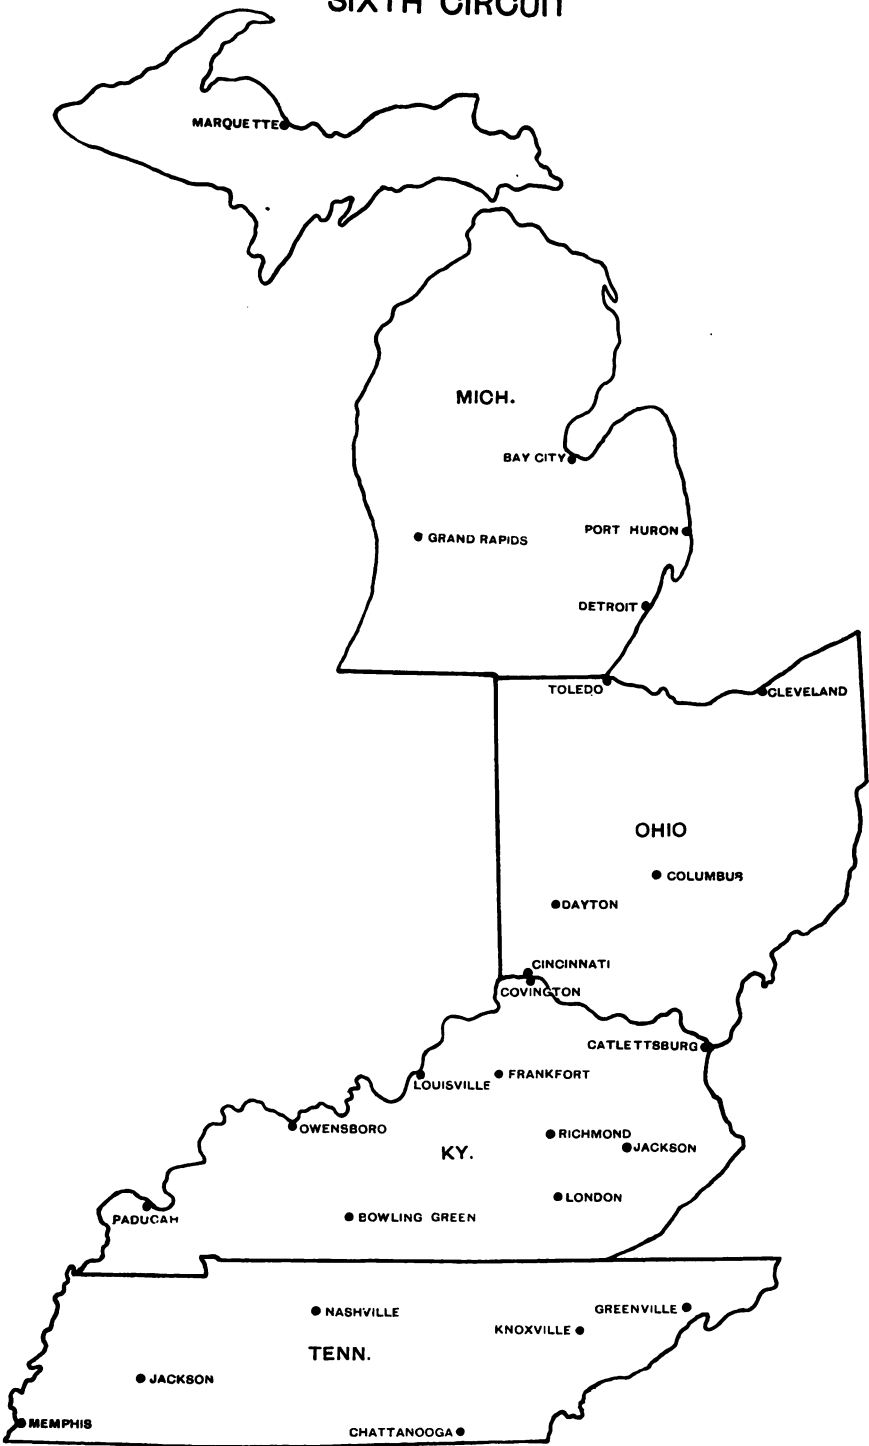 SIXTH CIRCUIT
MARQUETTE
MICH.
BAY CITY
PORT HURON
GRAND RAPIDS
DETROIT
TOLEDO
CLEVELAND
OHIO
COLUMBUS
DAYTON
CINCINNATI
COVINGTON
CATLETTSBURG
FRANKFORT
LOUISVILLE
OWENSBORO
RICHMOND
JACKSON
KY.
LONDON
PADUCAH
BOWLING GREEN
NASHVILLE
GREENVILLE
KNOXVILLE
TENN.
JACKSON
MEMPHIS
CHATTANOOGA